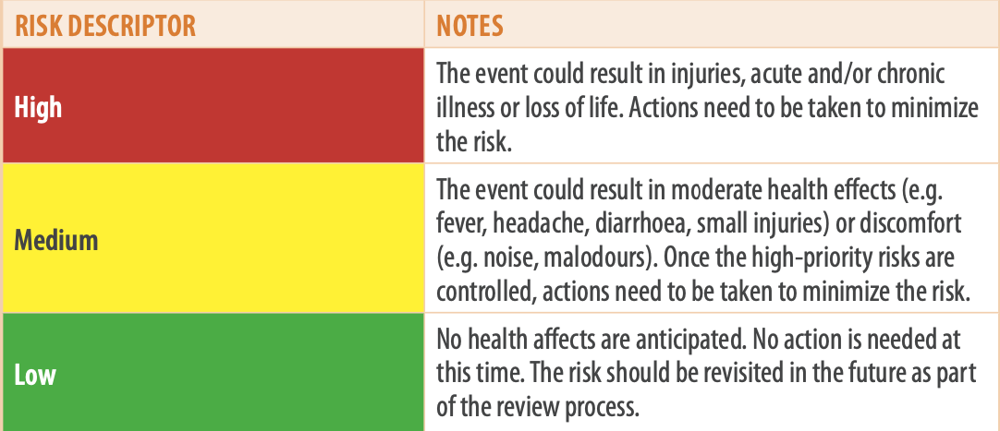 RISK DESCRIPTOR
NOTES
High
The event could result in injuries, acute and/or chronic
illness or loss of life. Actions need to be taken to minimize
the risk.
Medium
The event could result in moderate health effects (e.g.
fever, headache, diarrhoea, small injuries) or discomfort
(e.g. noise, malodours). Once the high-priority risks are
controlled, actions need to be taken to minimize the risk.
Low
No health affects are anticipated. No action is needed at
this time. The risk should be revisited in the future as part
of the review process.